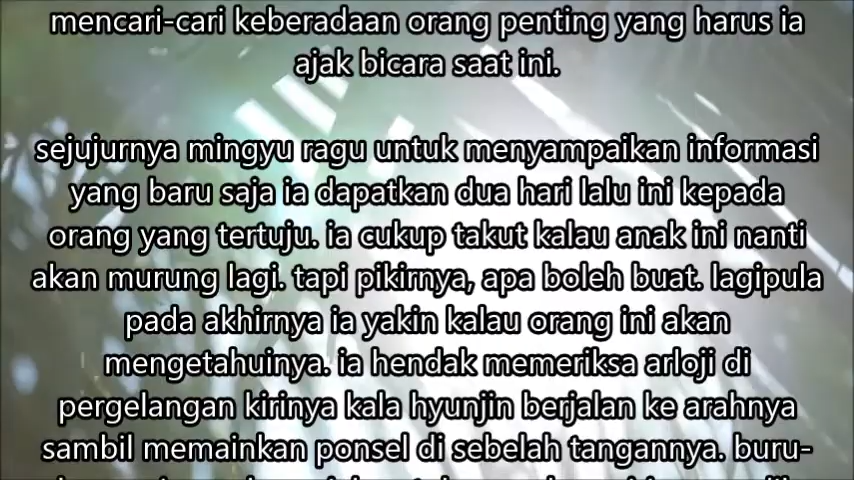 mencari-cari keberadaan orang penting yang harus ia
ajak bicara saat ini.
sejujurnya mingyu ragu untuk menyampaikan informasi
yang baru saja ia dapatkan dua hari lalu ini kepada
orang yang tertuju. ia cukup takut kalau anak ini nanti
akan murung lagi. tapi pikirnya, apa boleh buat. lagipula
pada akhirnya ia yakin kalau orang ini akan
mengetahuinya. ia hendak memeriksa arloji di
pergelangan kirinya kala hyunjin berjalan ke arahnya
sambil memainkan ponsel di sebelah tangannya. buru-